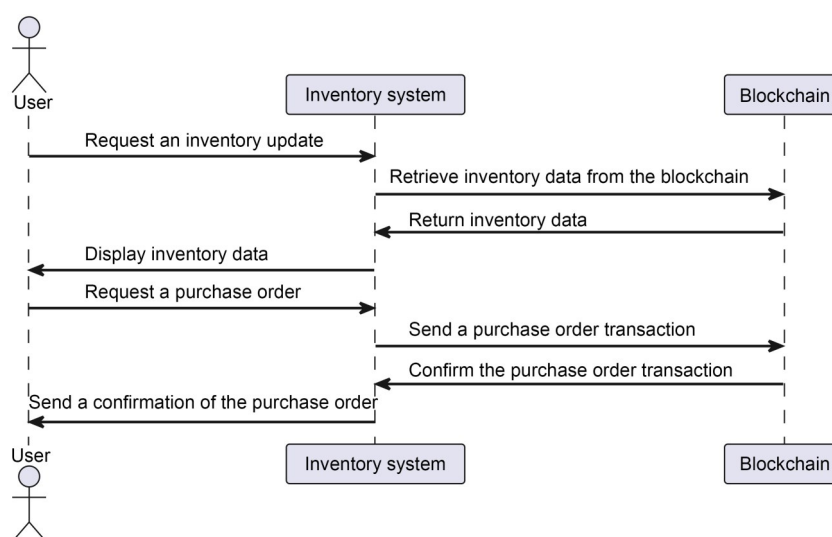 User
Inventory system
Blockchain
Request an inventory update
Retrieve inventory data from the blockchain
Return inventory data
Display inventory data
Request a purchase order
Send a purchase order transaction
Confirm the purchase order transaction
Send a confirmation of the purchase order
User
Inventory system
Blockchain